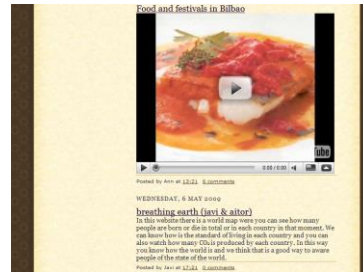 Food and festivals in Bilbao
Tube
0:00 / 0:00
Posted by Ann at 13:21 0 comments
WEDNESDAY, 6 MAY 2009
breathing earth (javi & aitor)
In this website there is a world map were you can see how many
people are born or die in total or in each country in that moment. We
can know how is the standard of living in each country and you can
also watch how many CO2 is produced by each country. In this way
you know how the world is and we think that is a good way to aware
people of the state of the world.
Posted by Javi at 17:21 0 comments